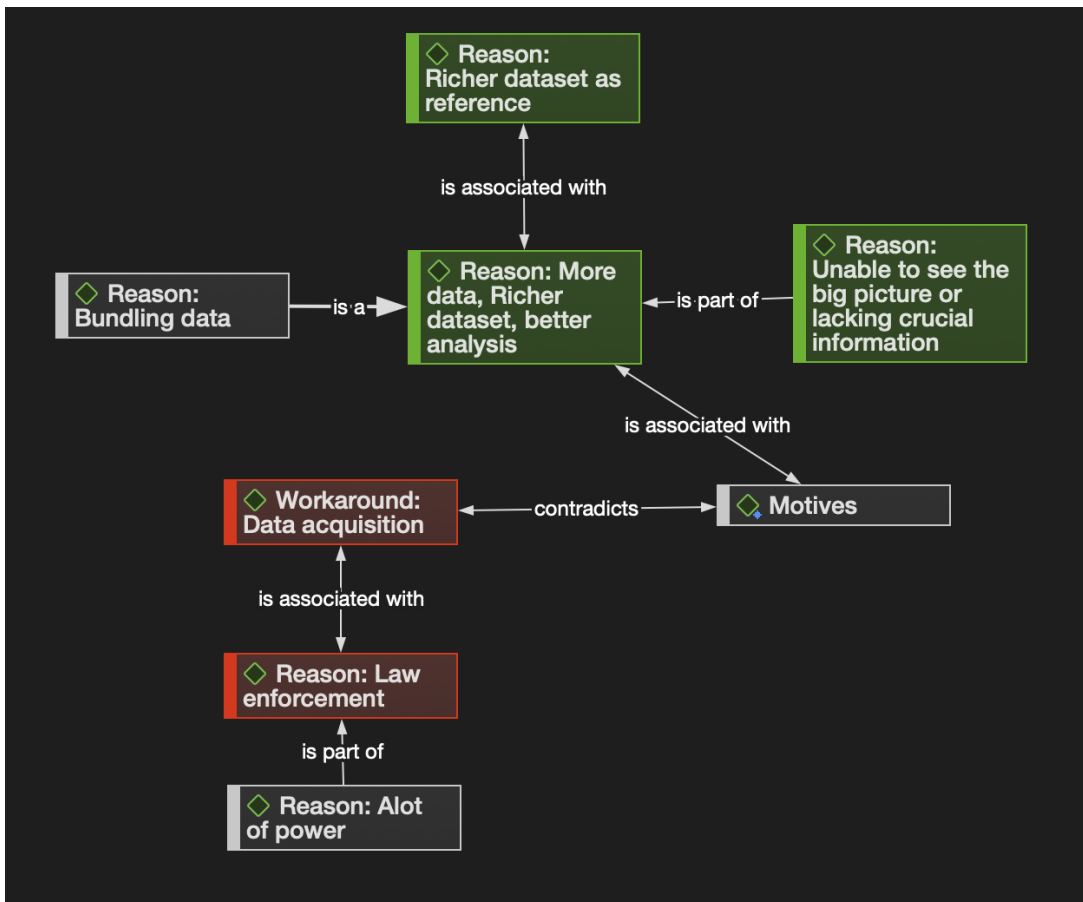 Reason:
Richer dataset as
reference
is associated with
Reason:
Unable to see the
big picture or
lacking crucial
information
Reason: More
data, Richer
dataset, better
analysis
is part of
Reason:
Bundling data
is a
is associated with
Workaround:
Data acquisition
contradicts
Motives
is associated with
Reason: Law
enforcement
is part of
Reason: Alot
of power